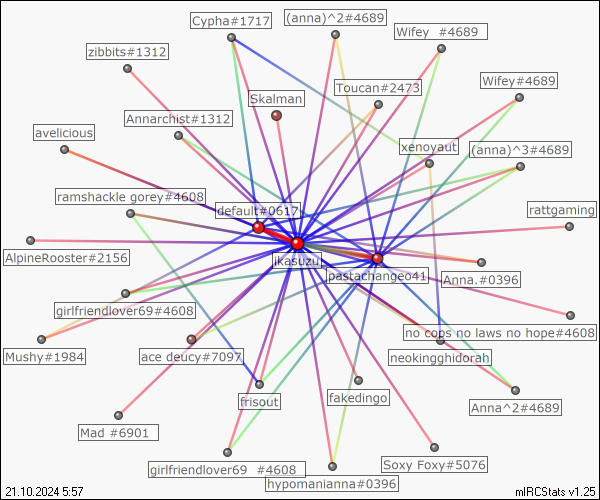 Cypha#1717
(anna)^2#4689
Wifey  #4689
zibbits#1312
Toucan#2473
Wifey#4689
Skalman
Annarchist#1312
avelicious
xenoyaut
(anna)^3#4689
ramshackle gorey#4608
default#0617
rattgaming
AlpineRooster#2156
ikasuzu
pastachaneo41
Anna.#0396
girlfriendlover69#4608
no cops no laws no hope#4608
Mushy#1984
ace deucy#7097
neokingghidorah
frisout
fakedingo
Anna^2#4689
Mad #6901
girlfriendlover69  #4608
Soxy Foxy#5076
hypomanianna#0396
21.10.2024 5:57
mIRCStats v1.25